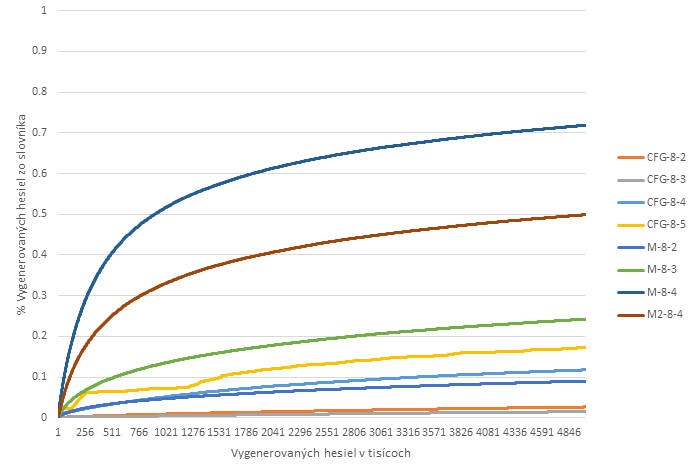 1
0.9
0.8
0.7
0.6
0.5
0.4
0.3
0.2
0.1
0
% Vygenerovaných hesiel zo slovníka
1 256 511 766 1021 1276 1531 1786 2041 2296 2551 2806 3061 3316 3571 3826 4081 4336 4591 4846
Vygenerovaných hesiel v tisícoch
CFG-8-2
CFG-8-3
CFG-8-4
CFG-8-5
M-8-2
M-8-3
M-8-4
M2-8-4